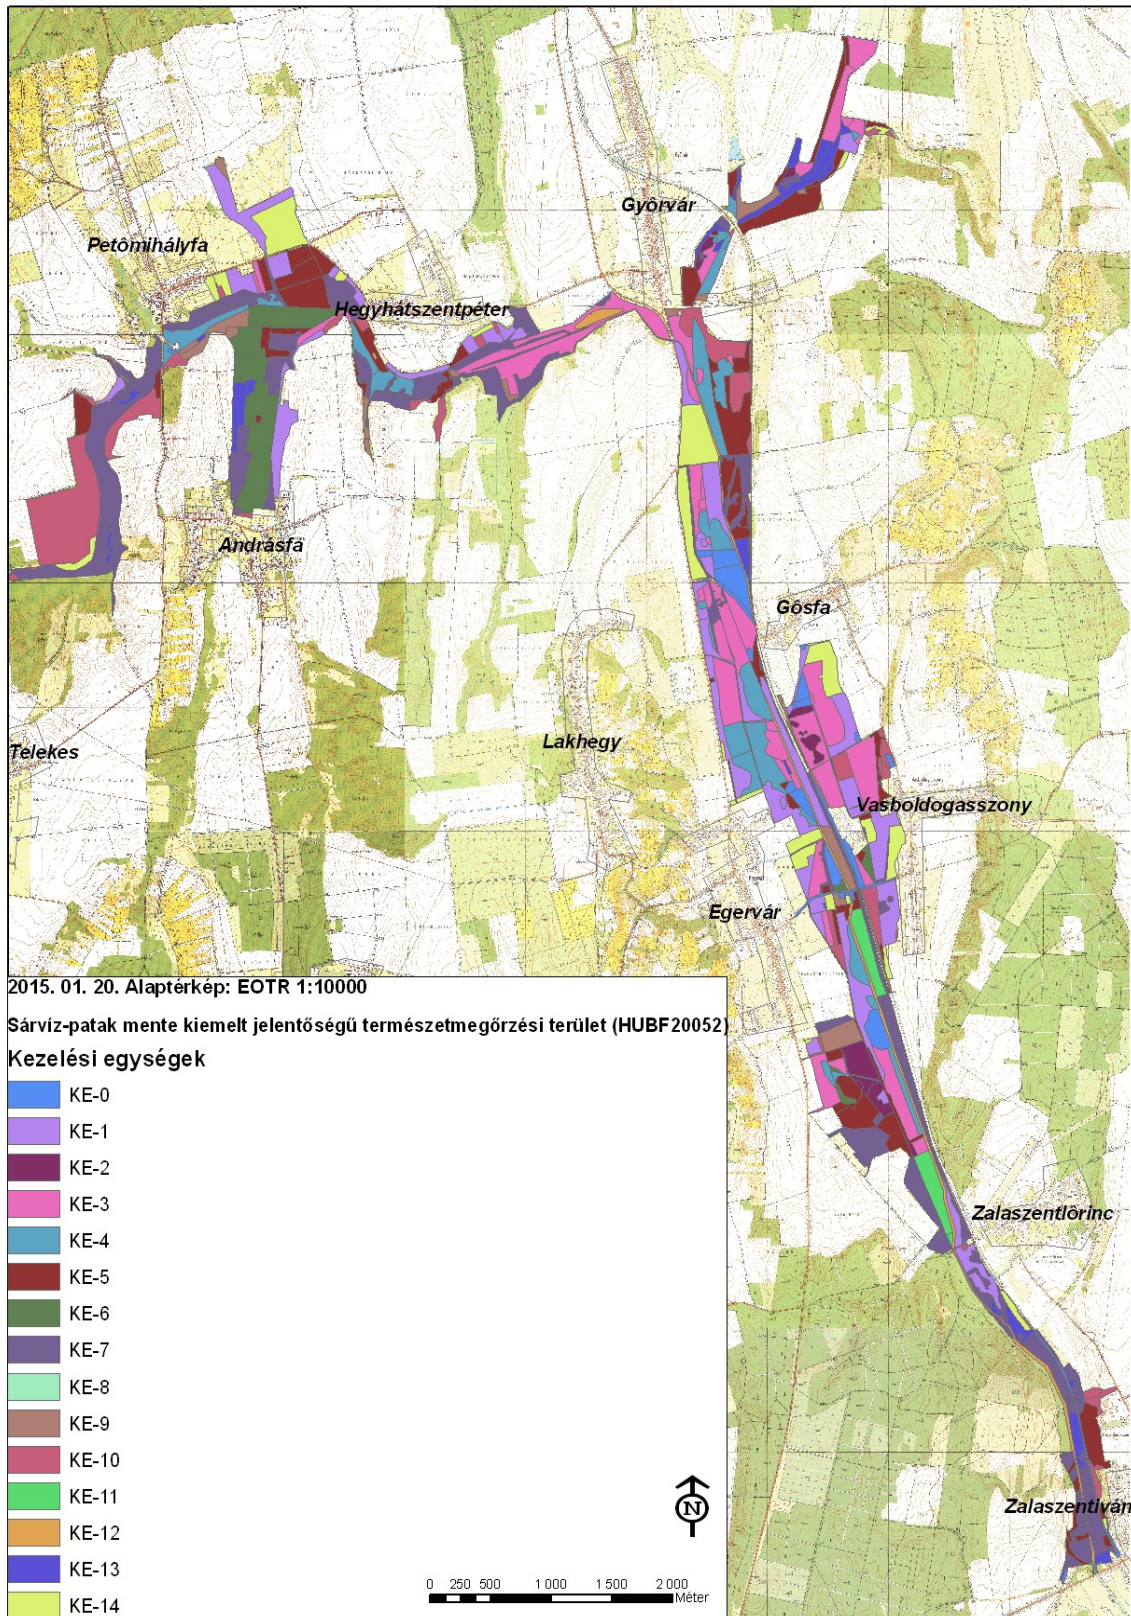 Győrvár
Petőmihályfa
Hegyhátszentpéter
Andrásfa
Gősfa
Telekes
Lakhegy
Vasboldogasszony
Egervár
2015. 01. 20. Alaptérkép: EOTR 1:10000
Sárvíz-patak mente kiemelt jelentőségű természetmegőrzési terület (HUBF20052)
Kezelési egységek
KE-0
KE-1
KE-2
KE-3
KE-4
KE-5
KE-6
KE-7
KE-8
KE-9
KE-10
KE-11
KE-12
KE-13
KE-14
Zalaszentlőrinc
Zalaszentiván
N
0 250 500 1 000 1 500 2 000
Méter